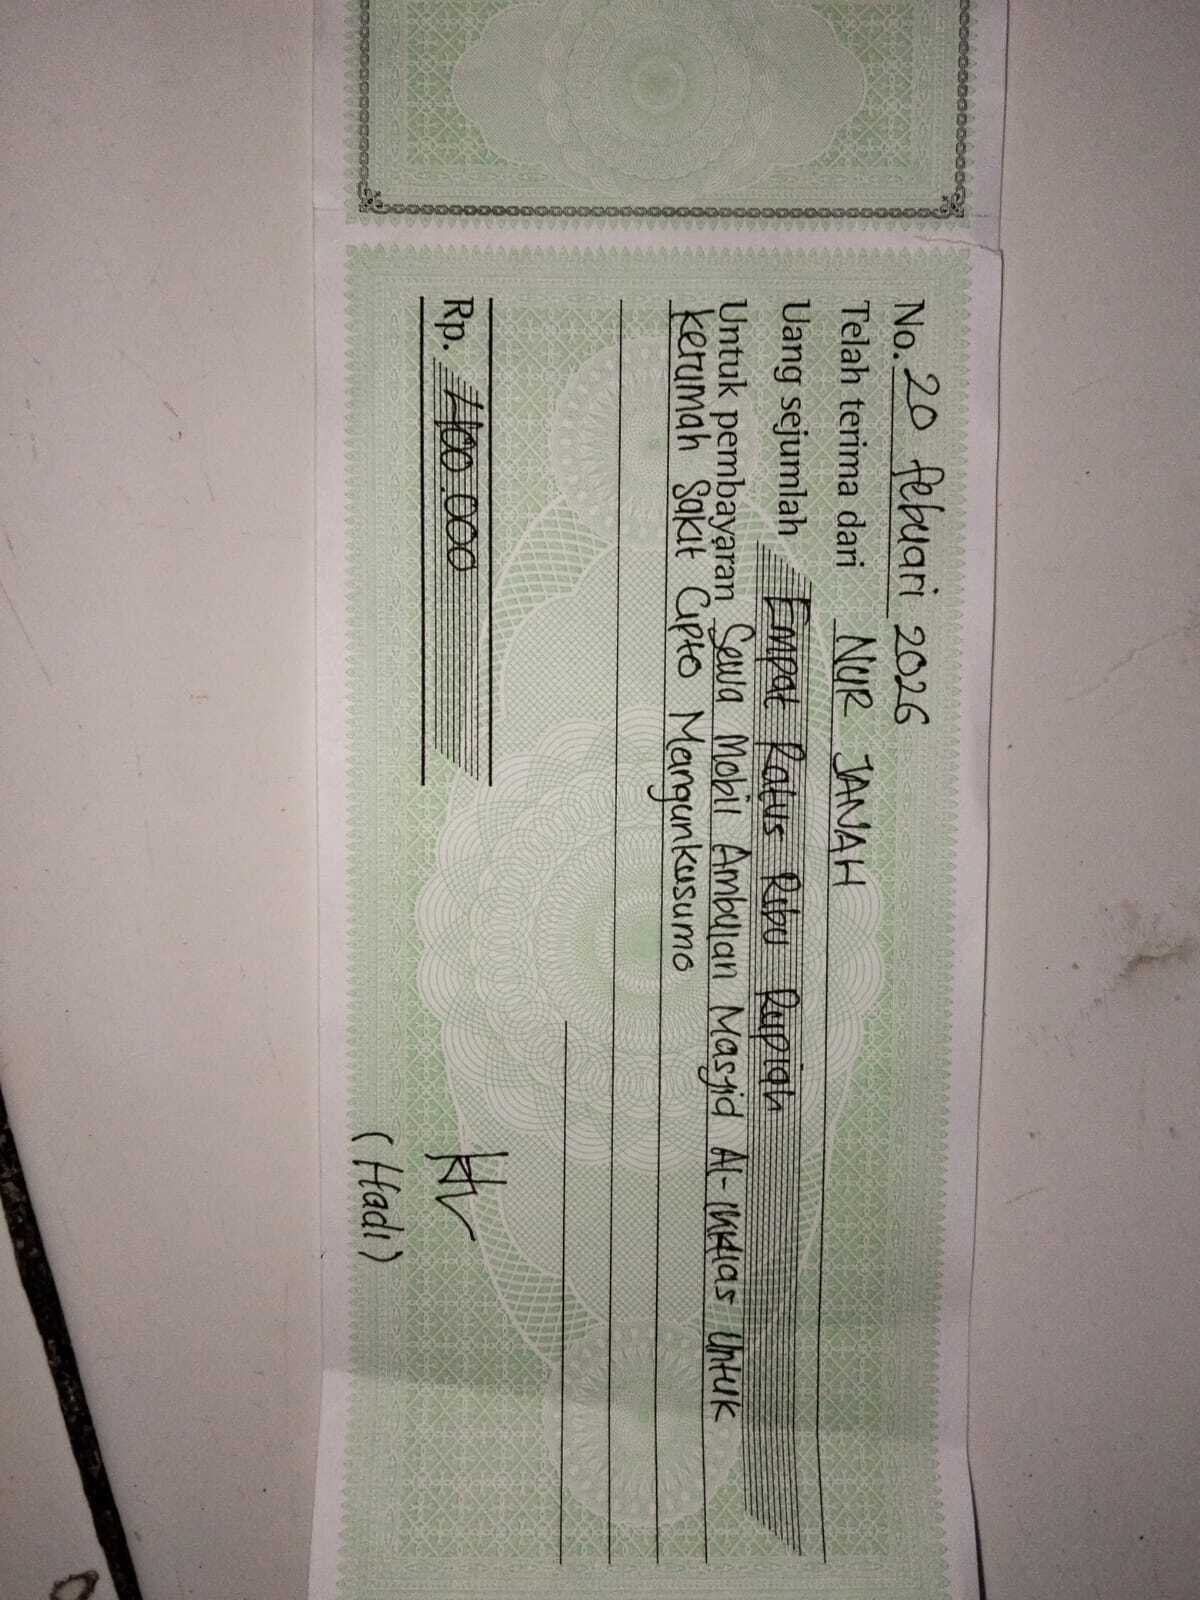 No. 20 Febuari 2026
Telah terima dari NUR JANAH
Uang sejumlah Empat Ratus Ribu Rupiah
Untuk pembayaran Sewa Mobil Ambulan Masjid Al-Ikhlas Untuk
kerumah Sakit Cipto Mangunkusumo
Rp. 400.000
(Hadi)